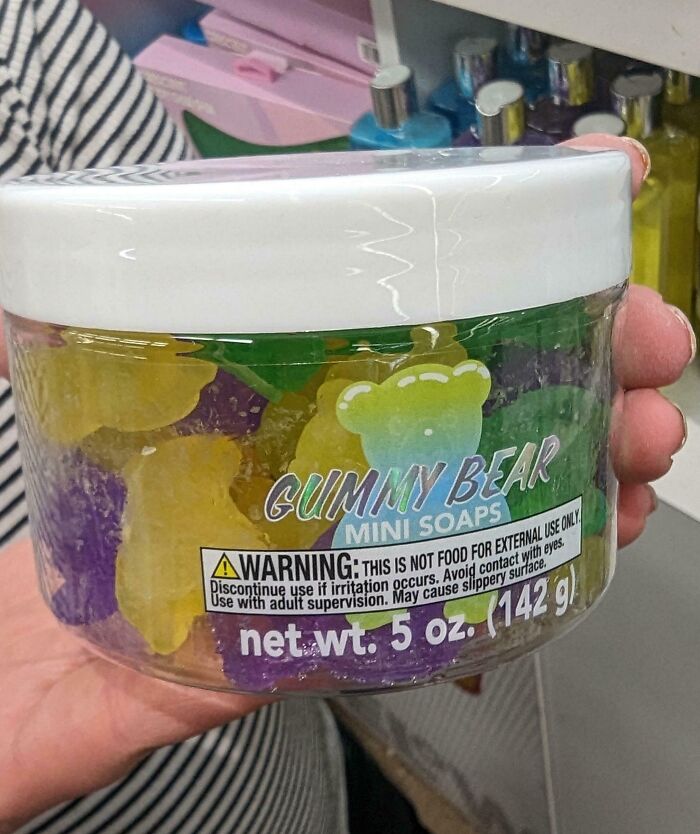 GUMMY BEAR
MINI SOAPS
WARNING: THIS IS NOT FOOD FOR EXTERNAL USE ONLY.
Discontinue use if irritation occurs. Avoid contact with eyes.
Use with adult supervision. May cause slippery surface.
net wt. 5 oz. (142 g)